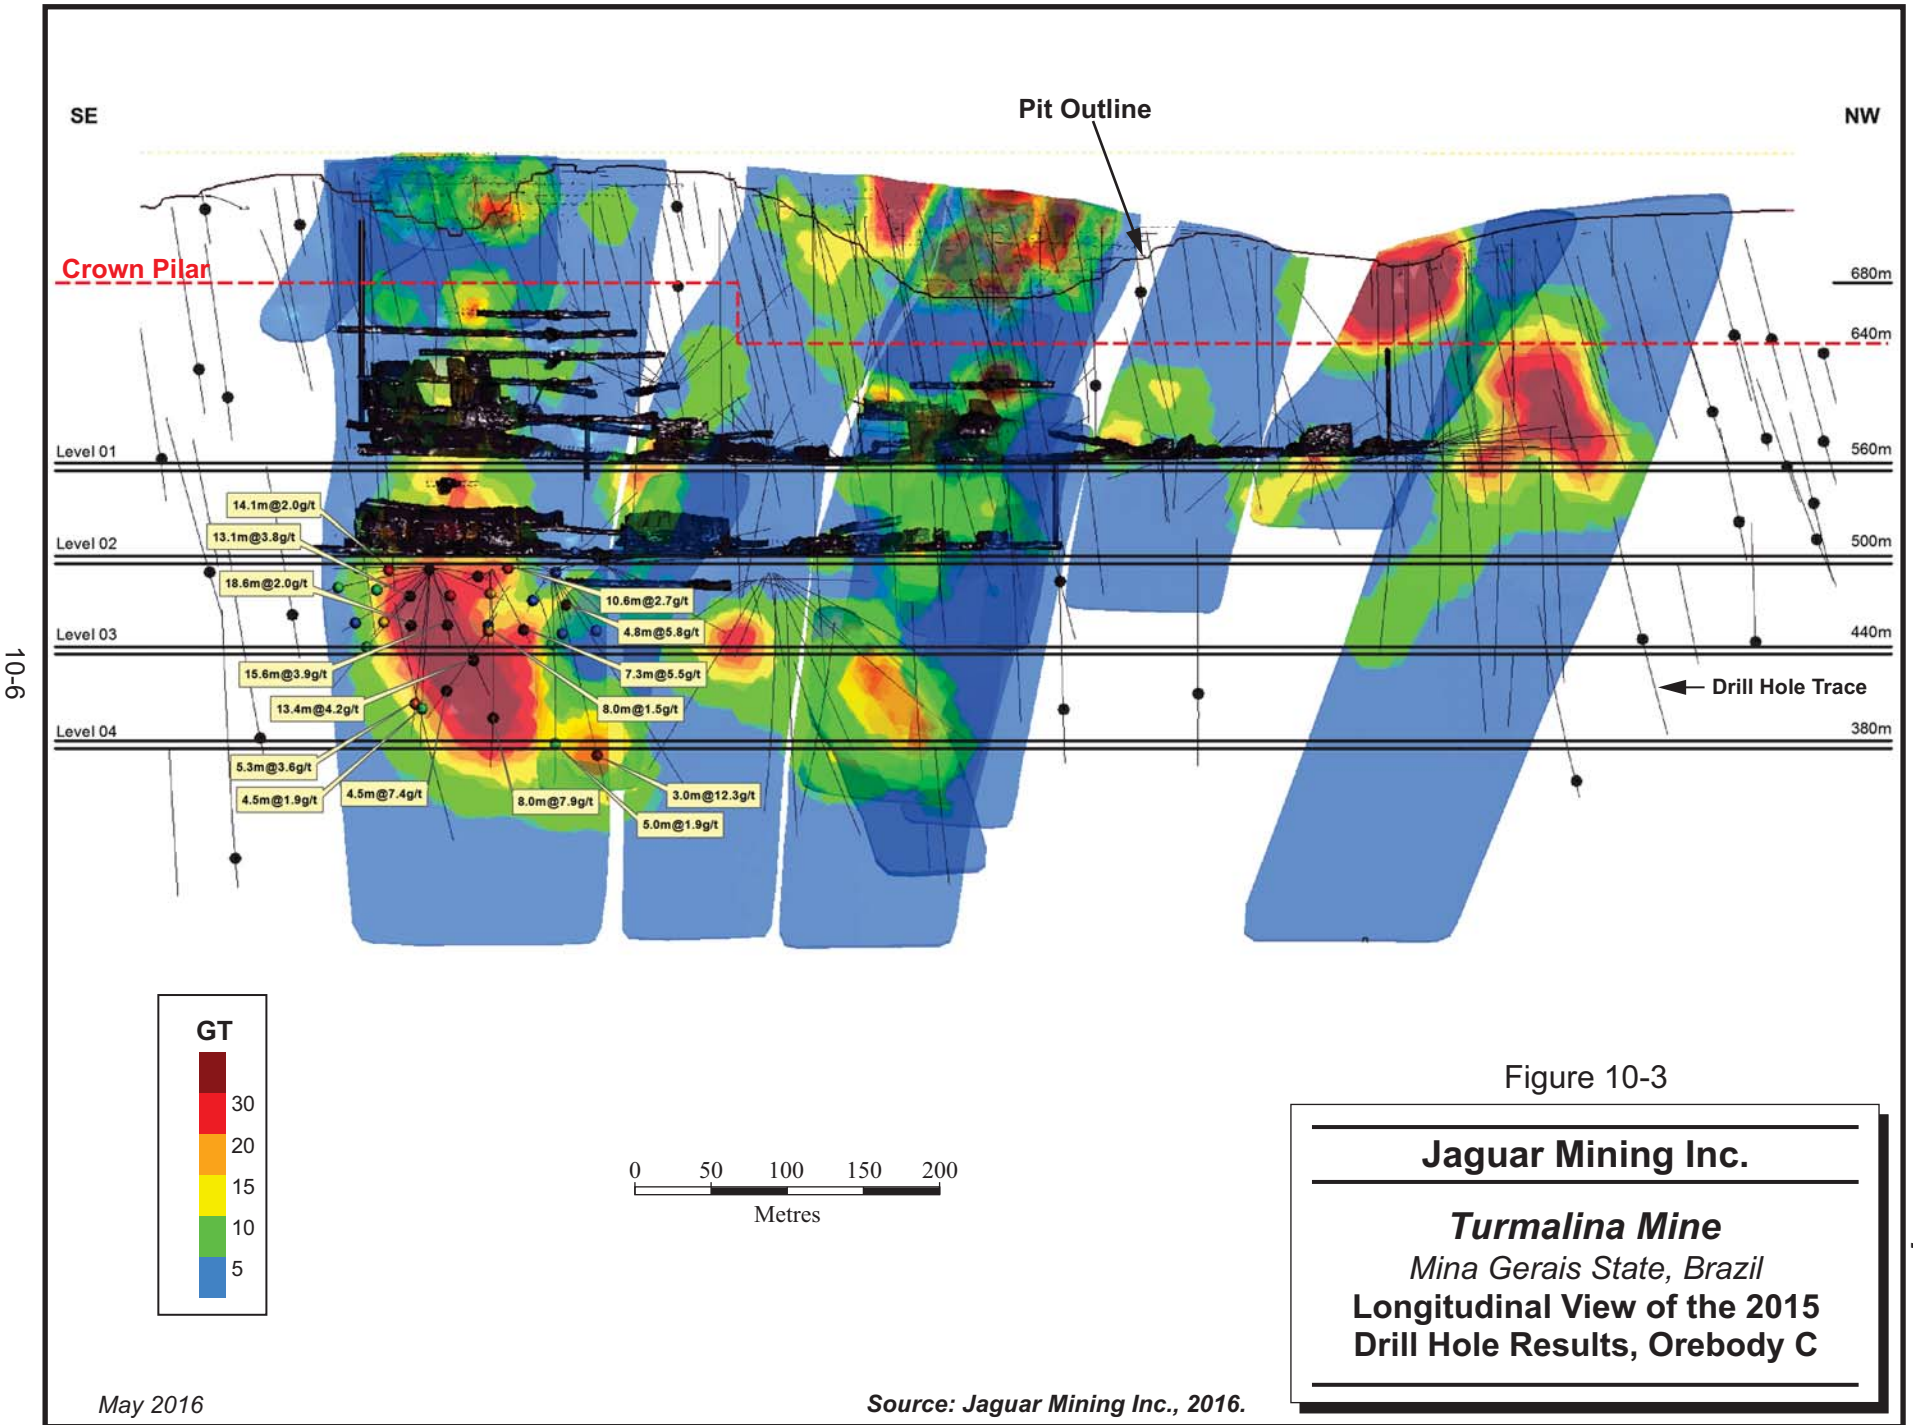 Pit Outline
SE
NW
Crown Pilar
680m
640m
Level 01
560m
14.1m@2.0g/t
13.1m@3.8g/t
Level 02
500m
18.6m@2.0g/t
10.6m@2.7g/t
4.8m@5.8g/t
Level 03
440m
15.6m@3.9g/t
7.3m@5.5g/t
Drill Hole Trace
13.4m@4.2g/t
8.0m@1.5g/t
Level 04
380m
5.3m@3.6g/t
4.5m@1.9g/t
4.5m@7.4g/t
8.0m@7.9g/t
3.0m@12.3g/t
5.0m@1.9g/t
10-6
GT
30
20
15
10
5
0 50 100 150 200
Metres
Figure 10-3
Jaguar Mining Inc.
Turmalina Mine
Mina Gerais State, Brazil
Longitudinal View of the 2015
Drill Hole Results, Orebody C
May 2016
Source: Jaguar Mining Inc., 2016.